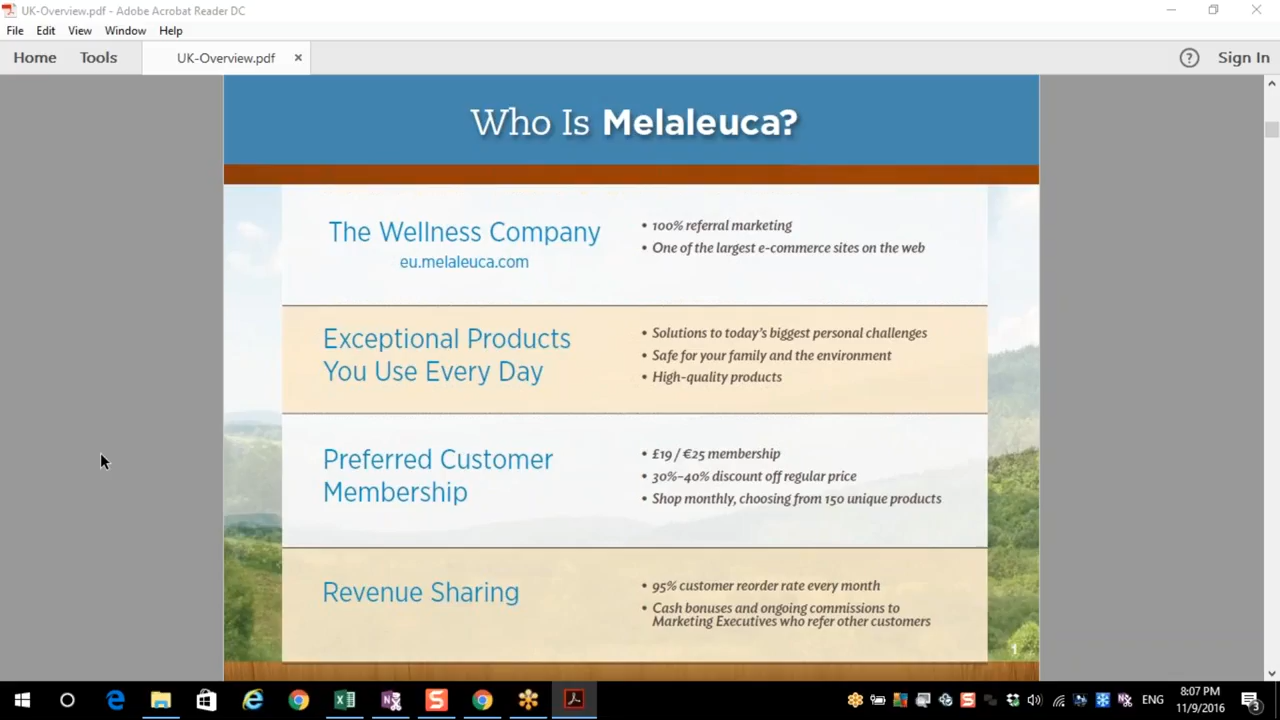 UK-Overview.pdf - Adobe Acrobat Reader DC
File Edit View Window Help
Home Tools UK-Overview.pdf × ? Sign In
Who Is Melaleuca?
The Wellness Company
eu.melaleuca.com
• 100% referral marketing
• One of the largest e-commerce sites on the web
Exceptional Products
You Use Every Day
• Solutions to today's biggest personal challenges
• Safe for your family and the environment
• High-quality products
Preferred Customer
Membership
• £19 / €25 membership
• 30%–40% discount off regular price
• Shop monthly, choosing from 150 unique products
Revenue Sharing
• 95% customer reorder rate every month
• Cash bonuses and ongoing commissions to
Marketing Executives who refer other customers
1
ENG
8:07 PM
11/9/2016
3